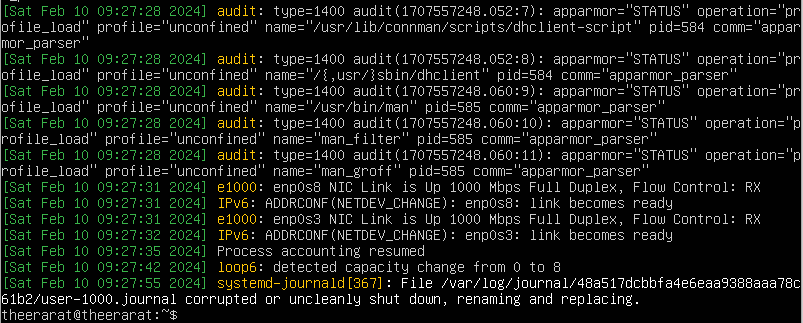 [Sat Feb 10 09:27:28 2024] audit: type=1400 audit(1707557248.052:7): apparmor="STATUS" operation="pr
ofile_load" profile="unconfined" name="/usr/lib/connman/scripts/dhclient-script" pid=584 comm="appar
mor_parser"
[Sat Feb 10 09:27:28 2024] audit: type=1400 audit(1707557248.052:8): apparmor="STATUS" operation="pr
ofile_load" profile="unconfined" name="/{,usr/}sbin/dhclient" pid=584 comm="apparmor_parser"
[Sat Feb 10 09:27:28 2024] audit: type=1400 audit(1707557248.060:9): apparmor="STATUS" operation="pr
ofile_load" profile="unconfined" name="/usr/bin/man" pid=585 comm="apparmor_parser"
[Sat Feb 10 09:27:28 2024] audit: type=1400 audit(1707557248.060:10): apparmor="STATUS" operation="p
rofile_load" profile="unconfined" name="man_filter" pid=585 comm="apparmor_parser"
[Sat Feb 10 09:27:28 2024] audit: type=1400 audit(1707557248.060:11): apparmor="STATUS" operation="p
rofile_load" profile="unconfined" name="man_groff" pid=585 comm="apparmor_parser"
[Sat Feb 10 09:27:31 2024] e1000: enp0s8 NIC Link is Up 1000 Mbps Full Duplex, Flow Control: RX
[Sat Feb 10 09:27:31 2024] IPv6: ADDRCONF(NETDEV_CHANGE): enp0s8: link becomes ready
[Sat Feb 10 09:27:31 2024] e1000: enp0s3 NIC Link is Up 1000 Mbps Full Duplex, Flow Control: RX
[Sat Feb 10 09:27:32 2024] IPv6: ADDRCONF(NETDEV_CHANGE): enp0s3: link becomes ready
[Sat Feb 10 09:27:35 2024] Process accounting resumed
[Sat Feb 10 09:27:42 2024] loop6: detected capacity change from 0 to 8
[Sat Feb 10 09:27:55 2024] systemd-journald[367]: File /var/log/journal/48a517dcbbfa4e6eaa9388aaa78c
61b2/user-1000.journal corrupted or uncleanly shut down, renaming and replacing.
theerarat@theerarat:~$